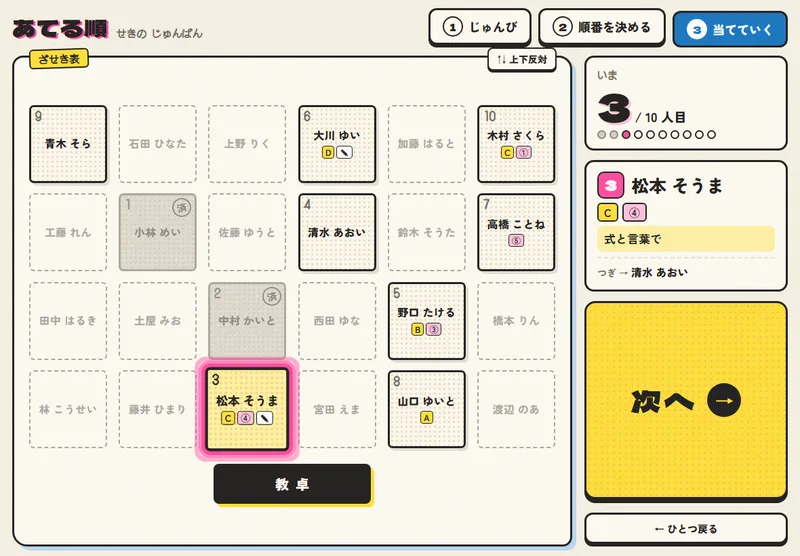 あてる順 せきの じゅんばん
1 じゅんび
2 順番を決める
3 当てていく
ざせき表
↑↓ 上下反対
9 青木 そら
石田 ひなた
上野 りく
6 大川 ゆい D
加藤 はると
10 木村 さくら C ①
工藤 れん
1 済 小林 めい
佐藤 ゆうと
4 清水 あおい
鈴木 そうた
7 高橋 ことね ⑤
田中 はるき
土屋 みお
2 済 中村 かいと
西田 ゆな
5 野口 たける B ③
橋本 りん
林 こうせい
藤井 ひまり
3 松本 そうま C ④
宮田 えま
8 山口 ゆいと A
渡辺 のあ
教卓
いま
3 / 10 人目
3 松本 そうま
C ④
式と言葉で
つぎ → 清水 あおい
次へ →
← ひとつ戻る